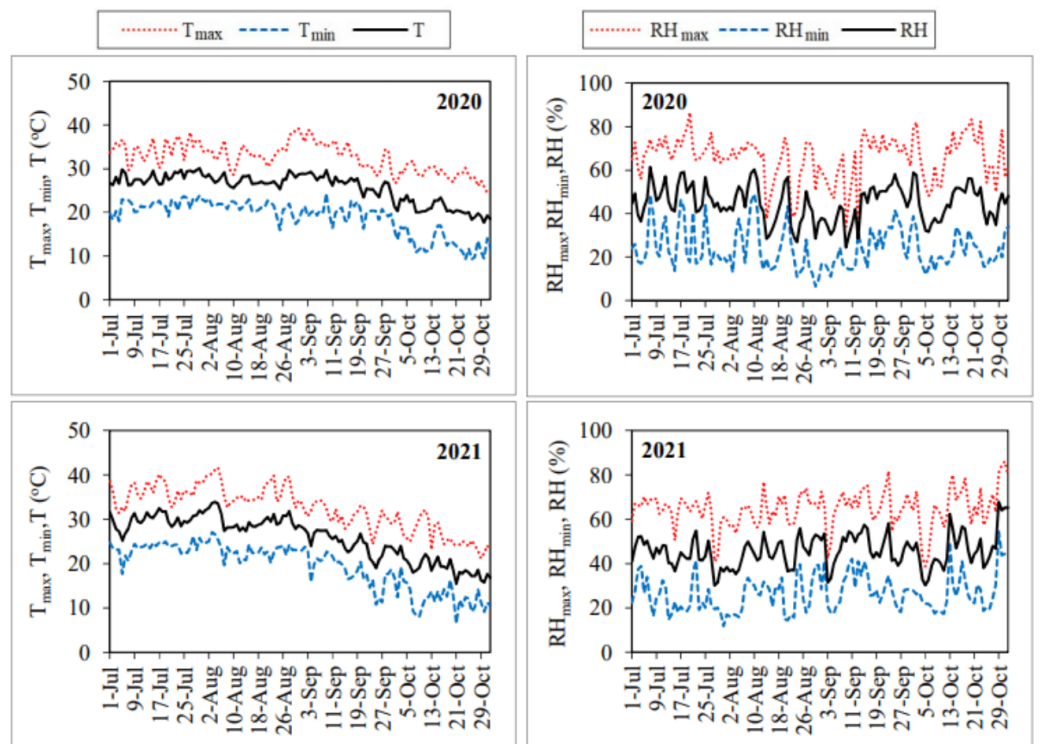 Tmax Tmin T
RHmax RHmin RH
Tmax, Tmin, T (°C)
50
40
30
20
10
0
2020
1-Jul
9-Jul
17-Jul
25-Jul
2-Aug
10-Aug
18-Aug
26-Aug
3-Sep
11-Sep
19-Sep
27-Sep
5-Oct
13-Oct
21-Oct
29-Oct
RHmax,RHmin,RH (%)
100
80
60
40
20
0
2020
1-Jul
9-Jul
17-Jul
25-Jul
2-Aug
10-Aug
18-Aug
26-Aug
3-Sep
11-Sep
19-Sep
27-Sep
5-Oct
13-Oct
21-Oct
29-Oct
Tmax, Tmin,T (°C)
50
40
30
20
10
0
2021
1-Jul
9-Jul
17-Jul
25-Jul
2-Aug
10-Aug
18-Aug
26-Aug
3-Sep
11-Sep
19-Sep
27-Sep
5-Oct
13-Oct
21-Oct
29-Oct
RHmax, RHmin, RH (%)
100
80
60
40
20
0
2021
1-Jul
9-Jul
17-Jul
25-Jul
2-Aug
10-Aug
18-Aug
26-Aug
3-Sep
11-Sep
19-Sep
27-Sep
5-Oct
13-Oct
21-Oct
29-Oct